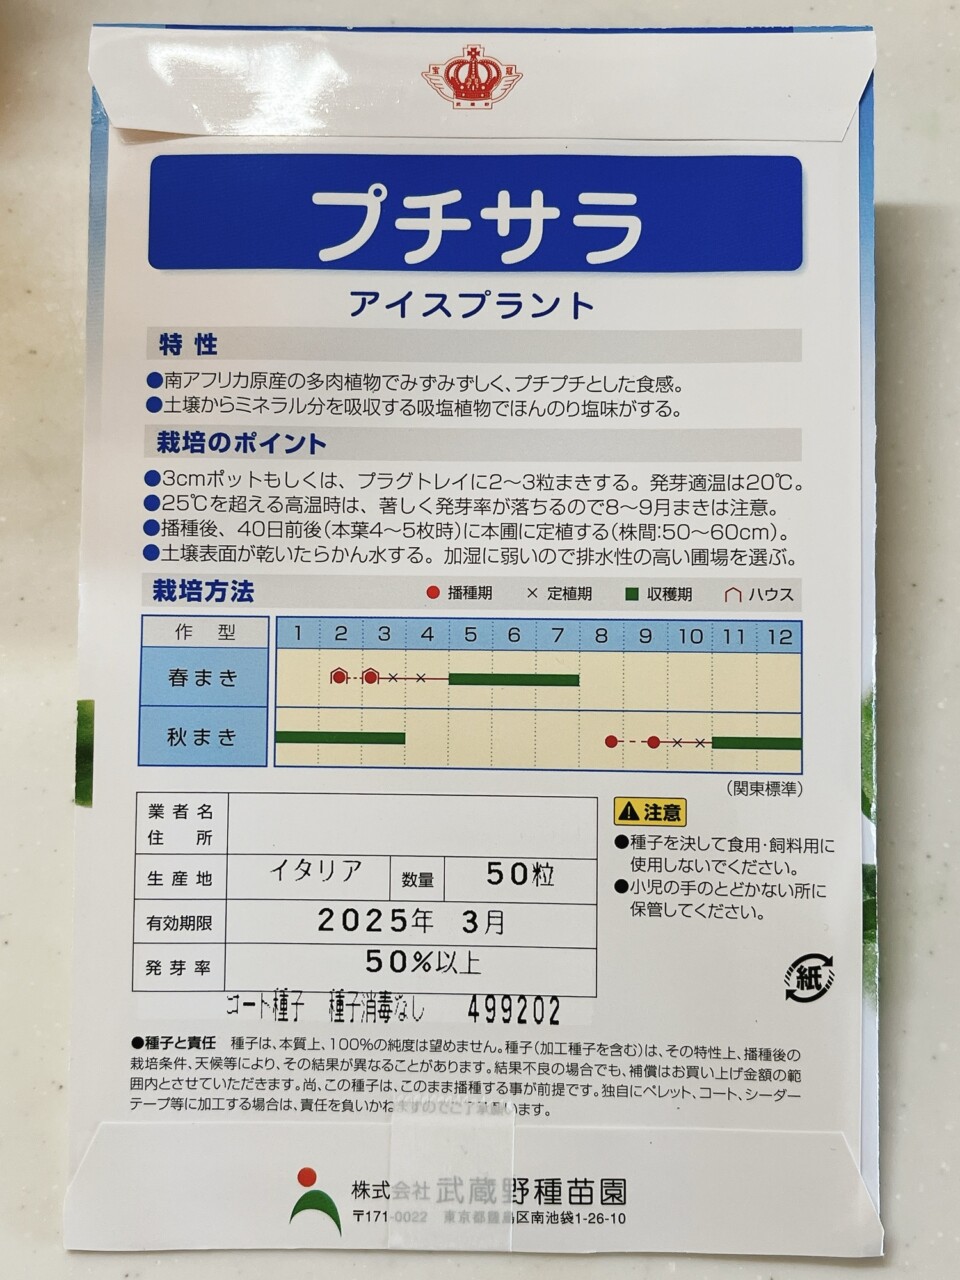 宝冠
武蔵野
プチサラ
アイスプラント
特性
●南アフリカ原産の多肉植物でみずみずしく、プチプチとした食感。
●土壌からミネラル分を吸収する吸塩植物でほんのり塩味がする。
栽培のポイント
●3cmポットもしくは、プラグトレイに2〜3粒まきする。発芽適温は20℃。
●25℃を超える高温時は、著しく発芽率が落ちるので8〜9月まきは注意。
●播種後、40日前後(本葉4〜5枚時)に本圃に定植する(株間:50〜60cm)。
●土壌表面が乾いたらかん水する。加湿に弱いので排水性の高い圃場を選ぶ。
栽培方法 ●播種期 ×定植期 ■収穫期 ハウス
作型 1 2 3 4 5 6 7 8 9 10 11 12
春まき
秋まき
(関東標準)
業者名
住所
生産地 イタリア 数量 50粒
有効期限 2025年 3月
発芽率 50%以上
コート種子 種子消毒なし 499202
注意
●種子を決して食用・飼料用に
使用しないでください。
●小児の手のとどかない所に
保管してください。
紙
●種子と責任 種子は、本質上、100%の純度は望めません。種子(加工種子を含む)は、その特性上、播種後の
栽培条件、天候等により、その結果が異なることがあります。結果不良の場合でも、補償はお買い上げ金額の範
囲内とさせていただきます。尚、この種子は、このまま播種する事が前提です。独自にペレット、コート、シーダー
テープ等に加工する場合は、責任を負いかねますのでご了承願います。
株式会社 武蔵野種苗園
〒171-0022 東京都豊島区南池袋1-26-10